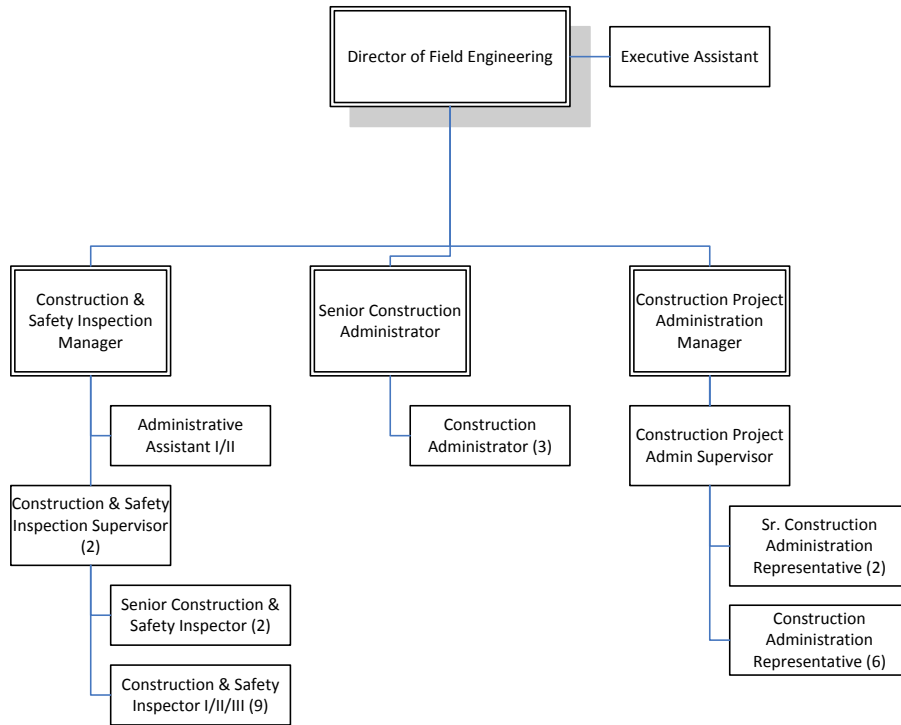 Director of Field Engineering
Executive Assistant
Construction &
Safety Inspection
Manager
Senior Construction
Administrator
Construction Project
Administration
Manager
Administrative
Assistant I/II
Construction
Administrator (3)
Construction Project
Admin Supervisor
Construction & Safety
Inspection Supervisor
(2)
Sr. Construction
Administration
Representative (2)
Senior Construction &
Safety Inspector (2)
Construction
Administration
Representative (6)
Construction & Safety
Inspector I/II/III (9)